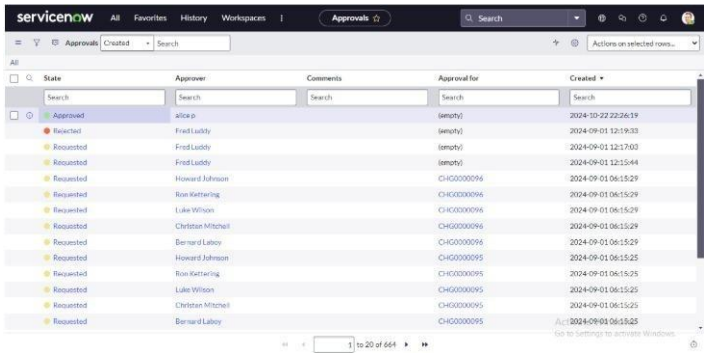 servicenow All Favorites History Workspaces Approvals Search
Approvals Created Search Actions on selected rows...
All
State Approver Comments Approval for Created
Search Search Search Search Search
Approved alice p (empty) 2024-10-22 22:26:19
Rejected Fred Luddy (empty) 2024-09-01 12:19:33
Requested Fred Luddy (empty) 2024-09-01 12:17:03
Requested Fred Luddy (empty) 2024-09-01 12:15:44
Requested Howard Johnson CHG0000096 2024-09-01 06:15:29
Requested Ron Kettering CHG0000096 2024-09-01 06:15:29
Requested Luke Wilson CHG0000096 2024-09-01 06:15:29
Requested Christen Mitchell CHG0000096 2024-09-01 06:15:29
Requested Bernard Laboy CHG0000096 2024-09-01 06:15:29
Requested Howard Johnson CHG0000095 2024-09-01 06:15:25
Requested Ron Kettering CHG0000095 2024-09-01 06:15:25
Requested Luke Wilson CHG0000095 2024-09-01 06:15:25
Requested Christen Mitchell CHG0000095 2024-09-01 06:15:25
Requested Bernard Laboy CHG0000095 2024-09-01 06:15:25
Go to Settings to activate Windows.
1 to 20 of 664